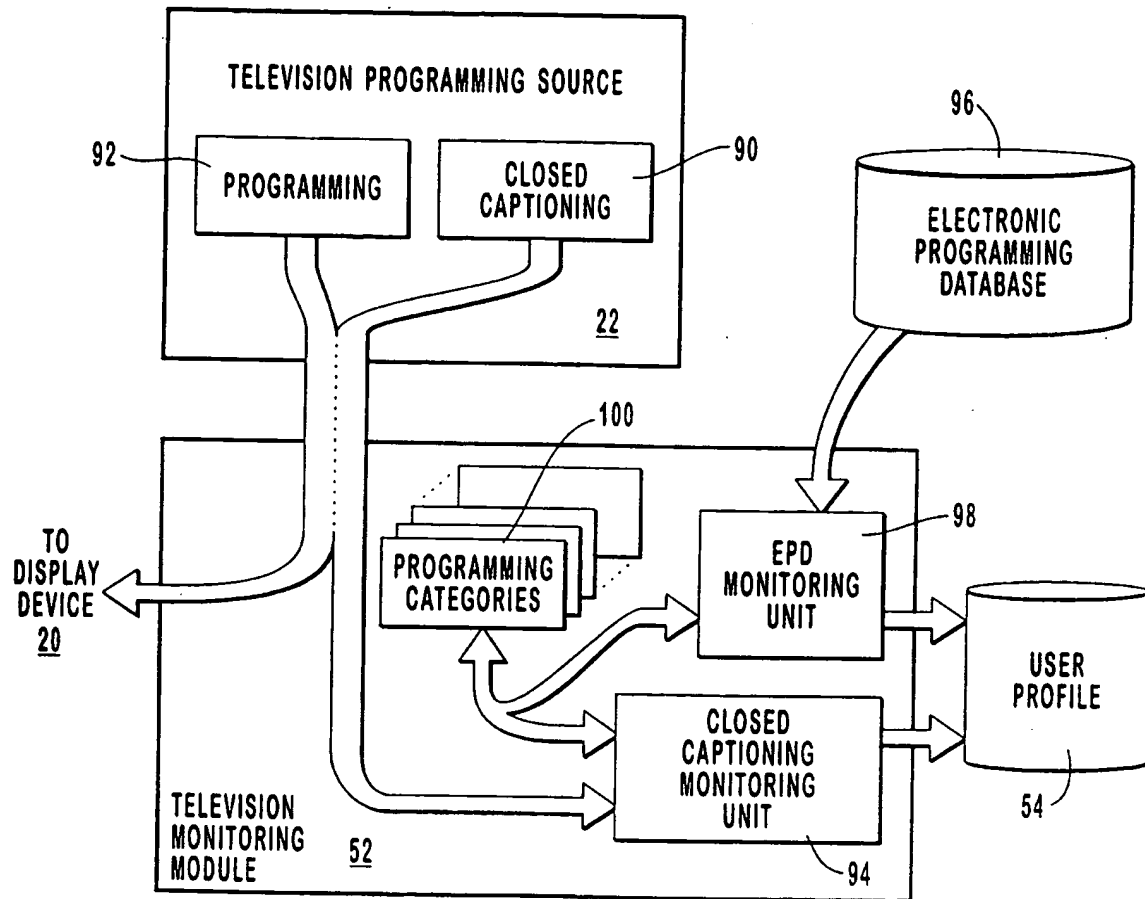 TELEVISION PROGRAMMING SOURCE
92
PROGRAMMING
CLOSED
CAPTIONING
90
22
96
ELECTRONIC
PROGRAMMING
DATABASE
100
PROGRAMMING
CATEGORIES
98
EPD
MONITORING
UNIT
TO
DISPLAY
DEVICE
20
USER
PROFILE
54
CLOSED
CAPTIONING
MONITORING
UNIT
94
TELEVISION
MONITORING
MODULE
52